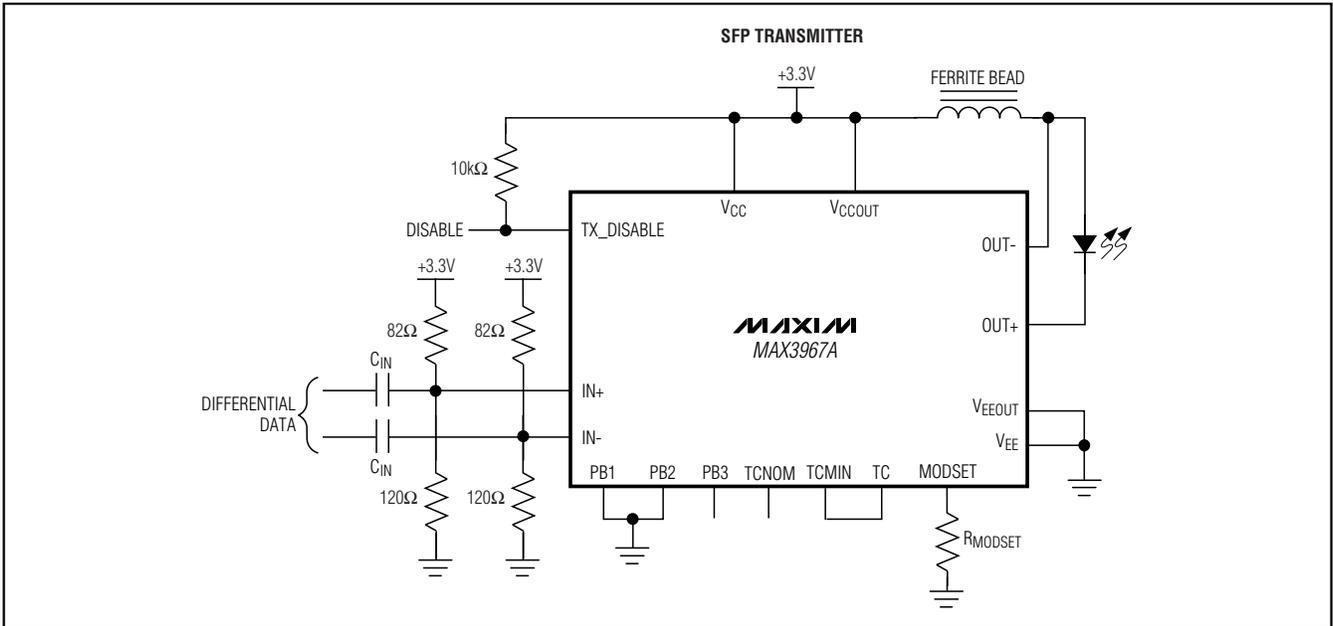 SFP TRANSMITTER
+3.3V
FERRITE BEAD
10kΩ
VCC
VCCOUT
DISABLE
TX_DISABLE
OUT-
+3.3V
+3.3V
82Ω
82Ω
MAXIM
MAX3967A
OUT+
CIN
IN+
DIFFERENTIAL
DATA
IN-
CIN
VEEOUT
VEE
PB1
PB2
PB3
TCNOM
TCMIN
TC
MODSET
120Ω
120Ω
RMODSET